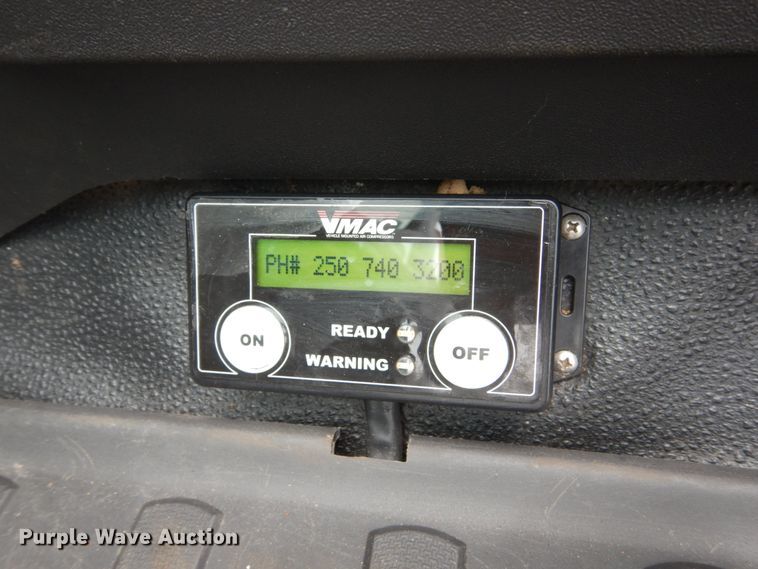 VMAC
VEHICLE MOUNTED AIR COMPRESSORS
PH# 250 740 3200
READY
ON
OFF
WARNING
Purple Wave Auction